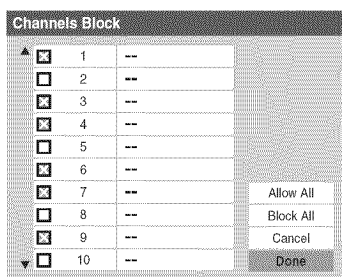 Channels Block
1 --
2 --
3 --
4 --
5 --
6 --
7 --
Allow All
8 --
Block All
9 --
Cancel
10 --
Done